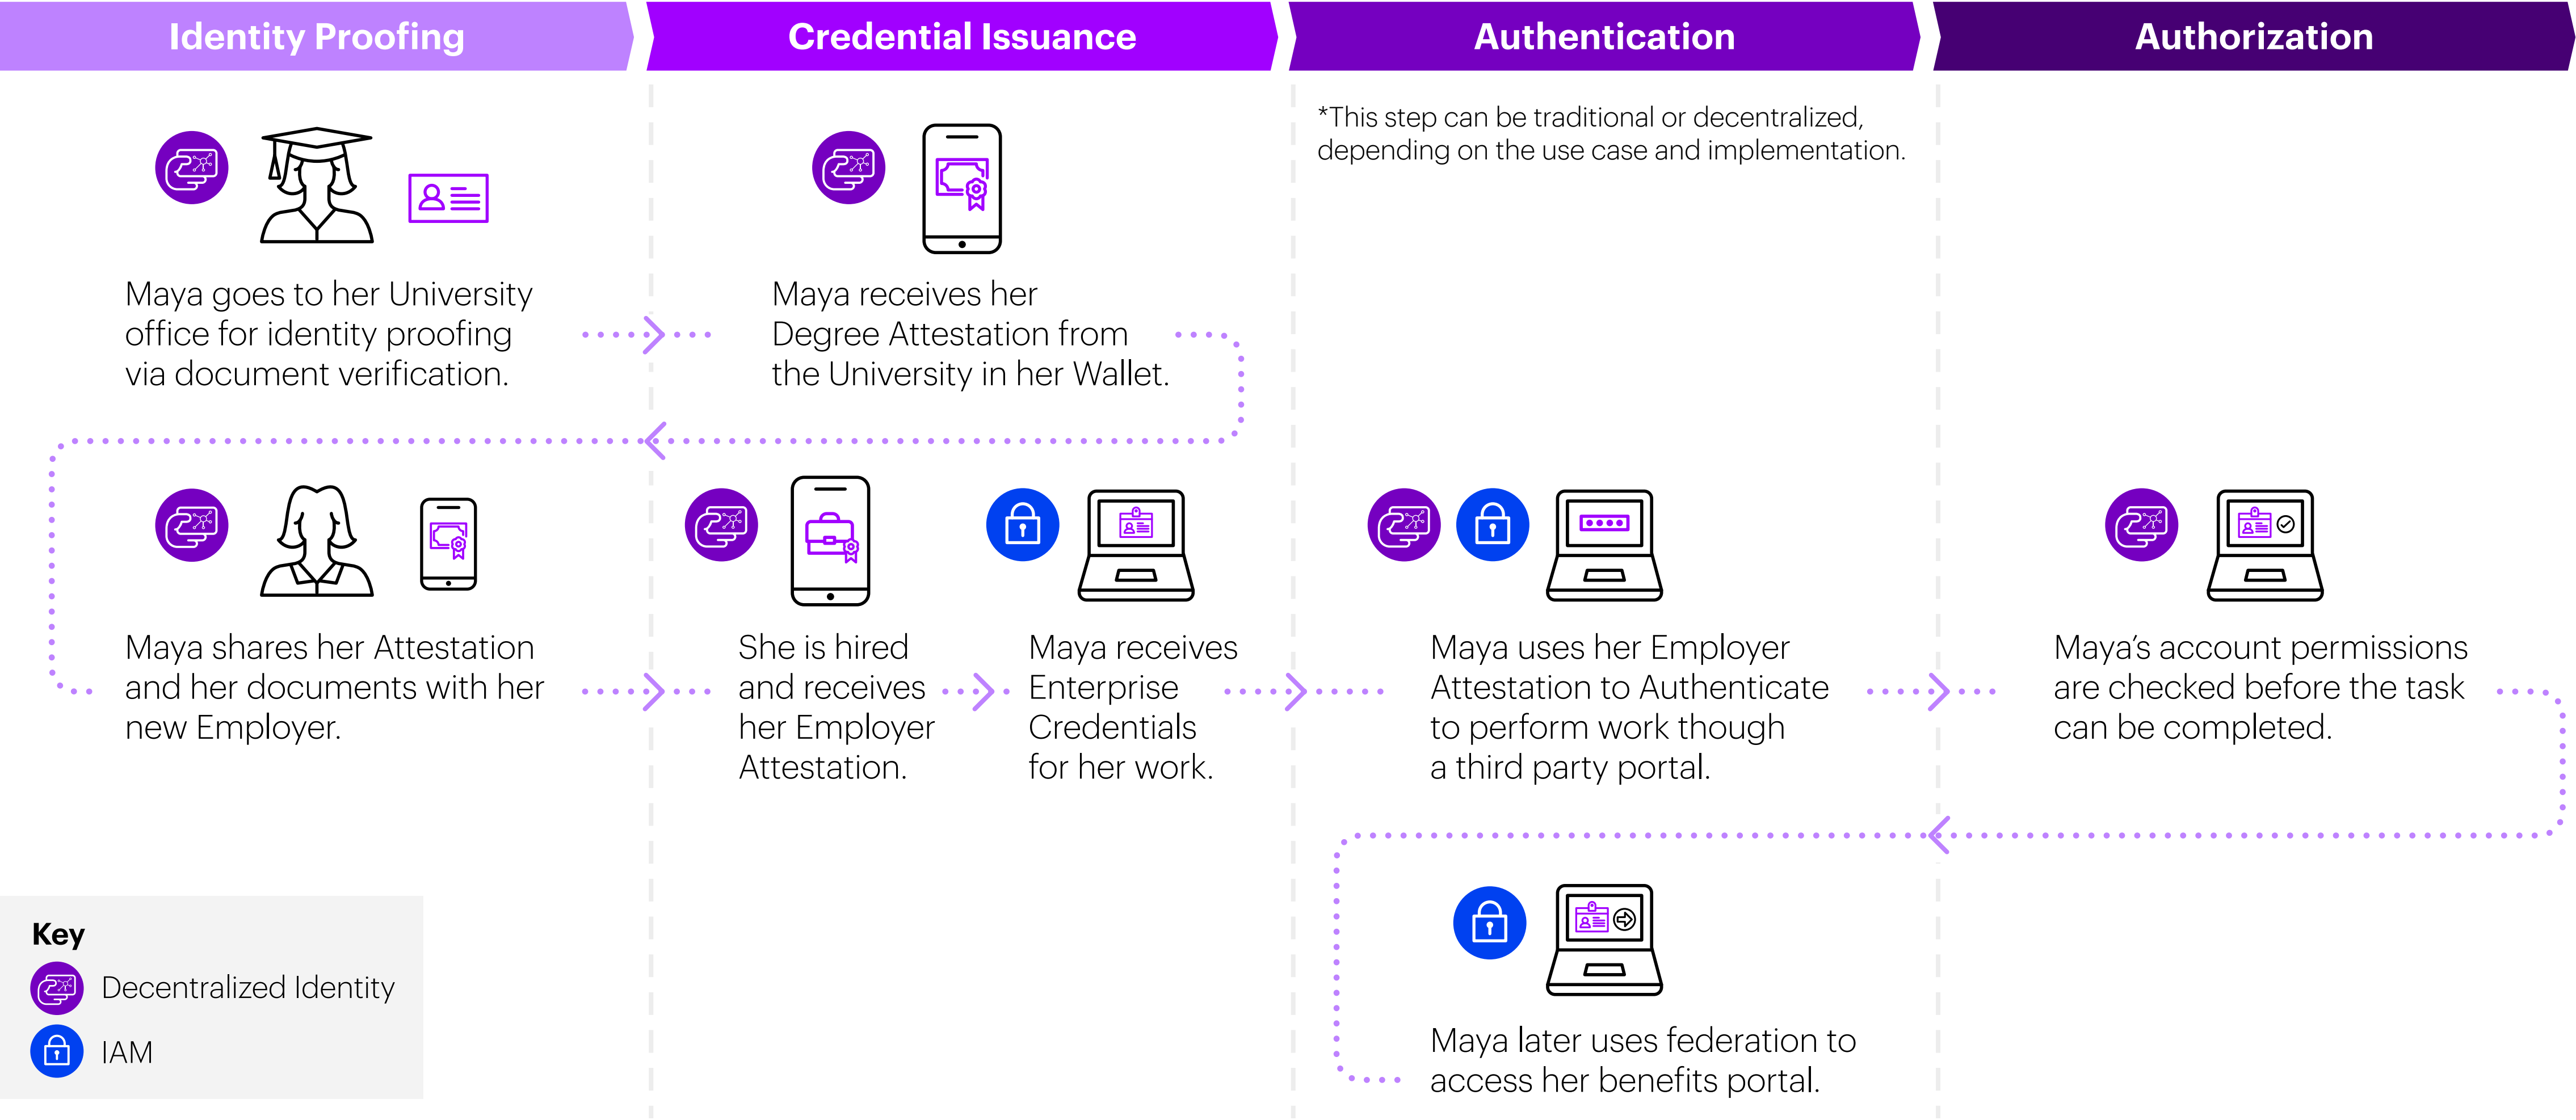 Identity Proofing
Credential Issuance
Authentication
Authorization
*This step can be traditional or decentralized,
depending on the use case and implementation.
Maya goes to her University
office for identity proofing
via document verification.
Maya receives her
Degree Attestation from
the University in her Wallet.
Maya shares her Attestation
and her documents with her
new Employer.
She is hired
and receives
her Employer
Attestation.
Maya receives
Enterprise
Credentials
for her work.
Maya uses her Employer
Attestation to Authenticate
to perform work though
a third party portal.
Maya’s account permissions
are checked before the task
can be completed.
Maya later uses federation to
access her benefits portal.
Key
Decentralized Identity
IAM